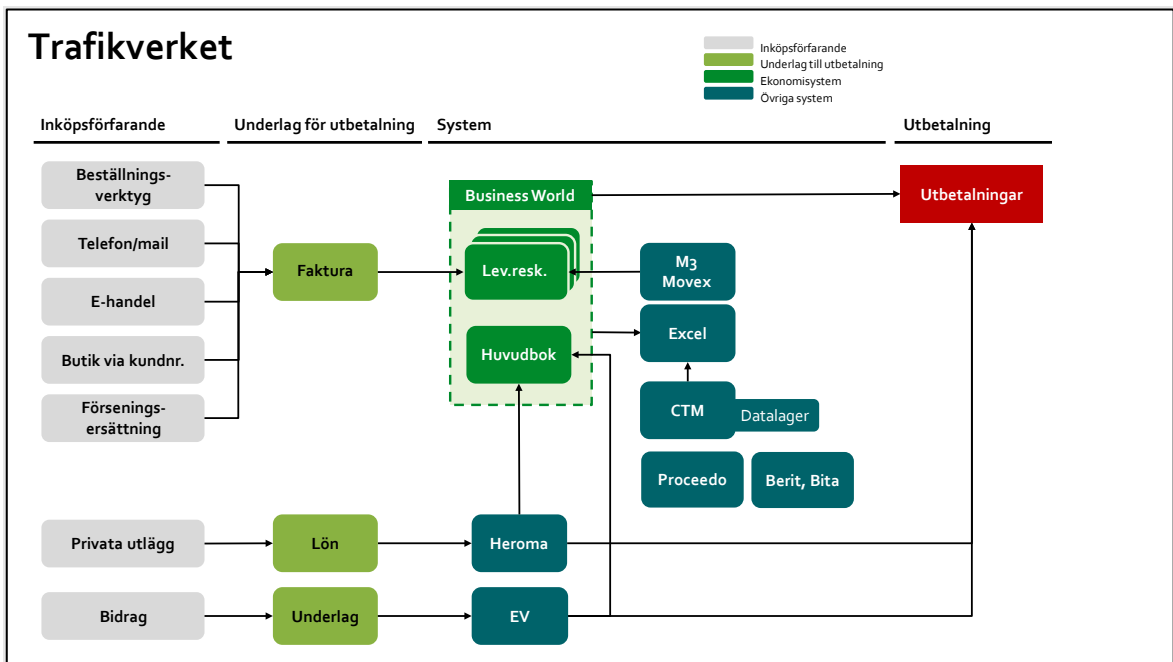 Trafikverket
Inköpsförfarande
Underlag till utbetalning
Ekonomisystem
Övriga system
Inköpsförfarande
Underlag för utbetalning
System
Utbetalning
Beställnings-
verktyg
Telefon/mail
E-handel
Butik via kundnr.
Försenings-
ersättning
Privata utlägg
Bidrag
Faktura
Lön
Underlag
Business World
Lev.resk.
Huvudbok
Heroma
EV
M3
Movex
Excel
CTM
Datalager
Proceedo
Berit, Bita
Utbetalningar